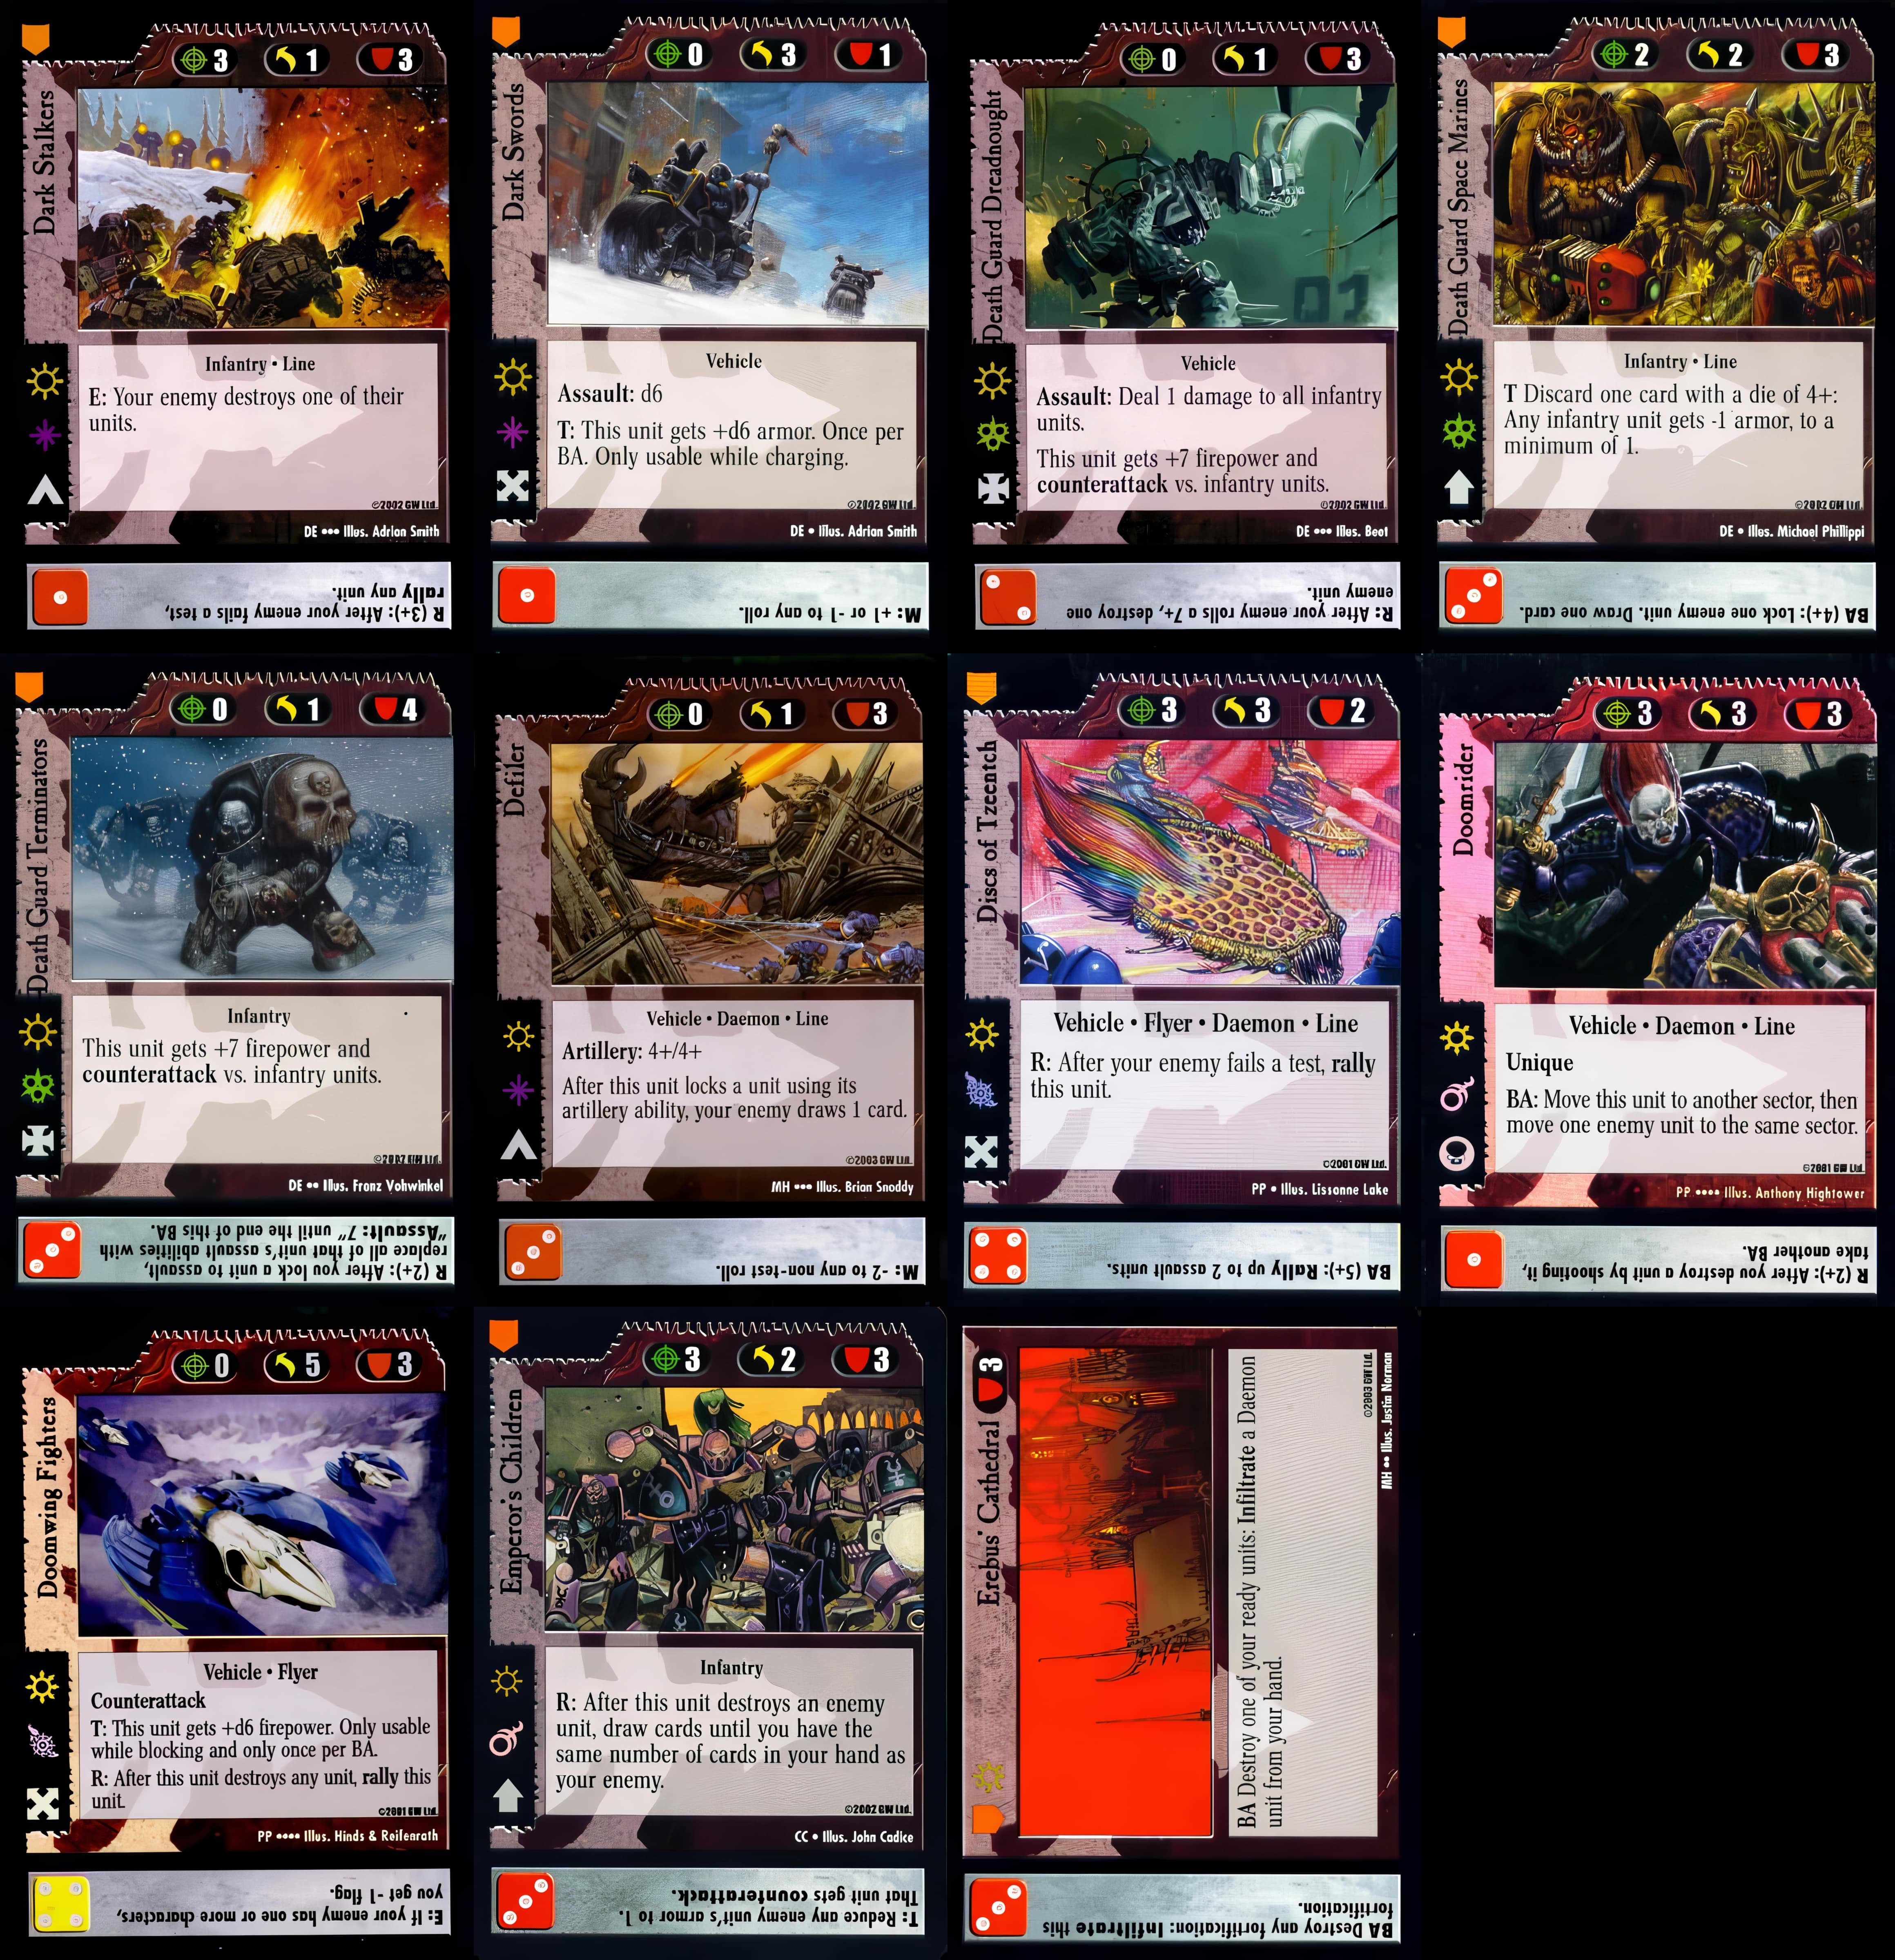 3 1 3
Dark Stalkers
Infantry • Line
E: Your enemy destroys one of their
units.
©2002 GW Ltd.
DE ••• Illus. Adrian Smith
R (3+): After your enemy fails a test,
rally any unit.
0 3 1
Dark Swords
Vehicle
Assault: d6
T: This unit gets +d6 armor. Once per
BA. Only usable while charging.
©2002 GW Ltd.
DE • Illus. Adrian Smith
M: +1 or -1 to any roll.
0 1 3
Death Guard Dreadnought
Vehicle
Assault: Deal 1 damage to all infantry
units.
This unit gets +7 firepower and
counterattack vs. infantry units.
©2002 GW Ltd.
DE ••• Illus. Beet
R: After your enemy rolls a 7+, destroy one
enemy unit.
2 2 3
Death Guard Space Marines
Infantry • Line
T Discard one card with a die of 4+:
Any infantry unit gets -1 armor, to a
minimum of 1.
©2002 GW Ltd.
DE • Illus. Michael Phillippi
BA (4+): Lock one enemy unit. Draw one card.
0 1 4
Death Guard Terminators
Infantry
This unit gets +7 firepower and
counterattack vs. infantry units.
©2002 GW Ltd.
DE •• Illus. Franz Vohwinkel
R (2+): After you lock a unit to assault,
replace all of that unit's assault abilities with
"Assault: 7" until the end of this BA.
0 1 3
Defiler
Vehicle • Daemon • Line
Artillery: 4+/4+
After this unit locks a unit using its
artillery ability, your enemy draws 1 card.
©2003 GW Ltd.
MH ••• Illus. Brian Snoddy
M: -2 to any non-test roll.
3 3 2
Discs of Tzeentch
Vehicle • Flyer • Daemon • Line
R: After your enemy fails a test, rally
this unit.
©2001 GW Ltd.
PP • Illus. Lissanne Lake
BA (5+): Rally up to 2 assault units.
3 3 3
Doomrider
Vehicle • Daemon • Line
Unique
BA: Move this unit to another sector, then
move one enemy unit to the same sector.
©2001 GW Ltd.
PP •••• Illus. Anthony Hightower
R (2+): After you destroy a unit by shooting it,
take another BA.
0 5 3
Doomwing Fighters
Vehicle • Flyer
Counterattack
T: This unit gets +d6 firepower. Only usable
while blocking and only once per BA.
R: After this unit destroys any unit, rally this
unit.
©2001 GW Ltd.
PP •••• Illus. Hinds & Reifenrath
E: If your enemy has one or more characters,
you get -1 flag.
3 2 3
Emperor's Children
Infantry
R: After this unit destroys an enemy
unit, draw cards until you have the
same number of cards in your hand as
your enemy.
©2002 GW Ltd.
CC • Illus. John Cadice
T: Reduce any enemy unit's armor to 1.
That unit gets counterattack.
Erebus' Cathedral
3
BA Destroy one of your ready units: Infiltrate a Daemon
unit from your hand.
©2003 GW Ltd.
MH •• Illus. Justin Norman
BA Destroy any fortification: Infiltrate this
fortification.